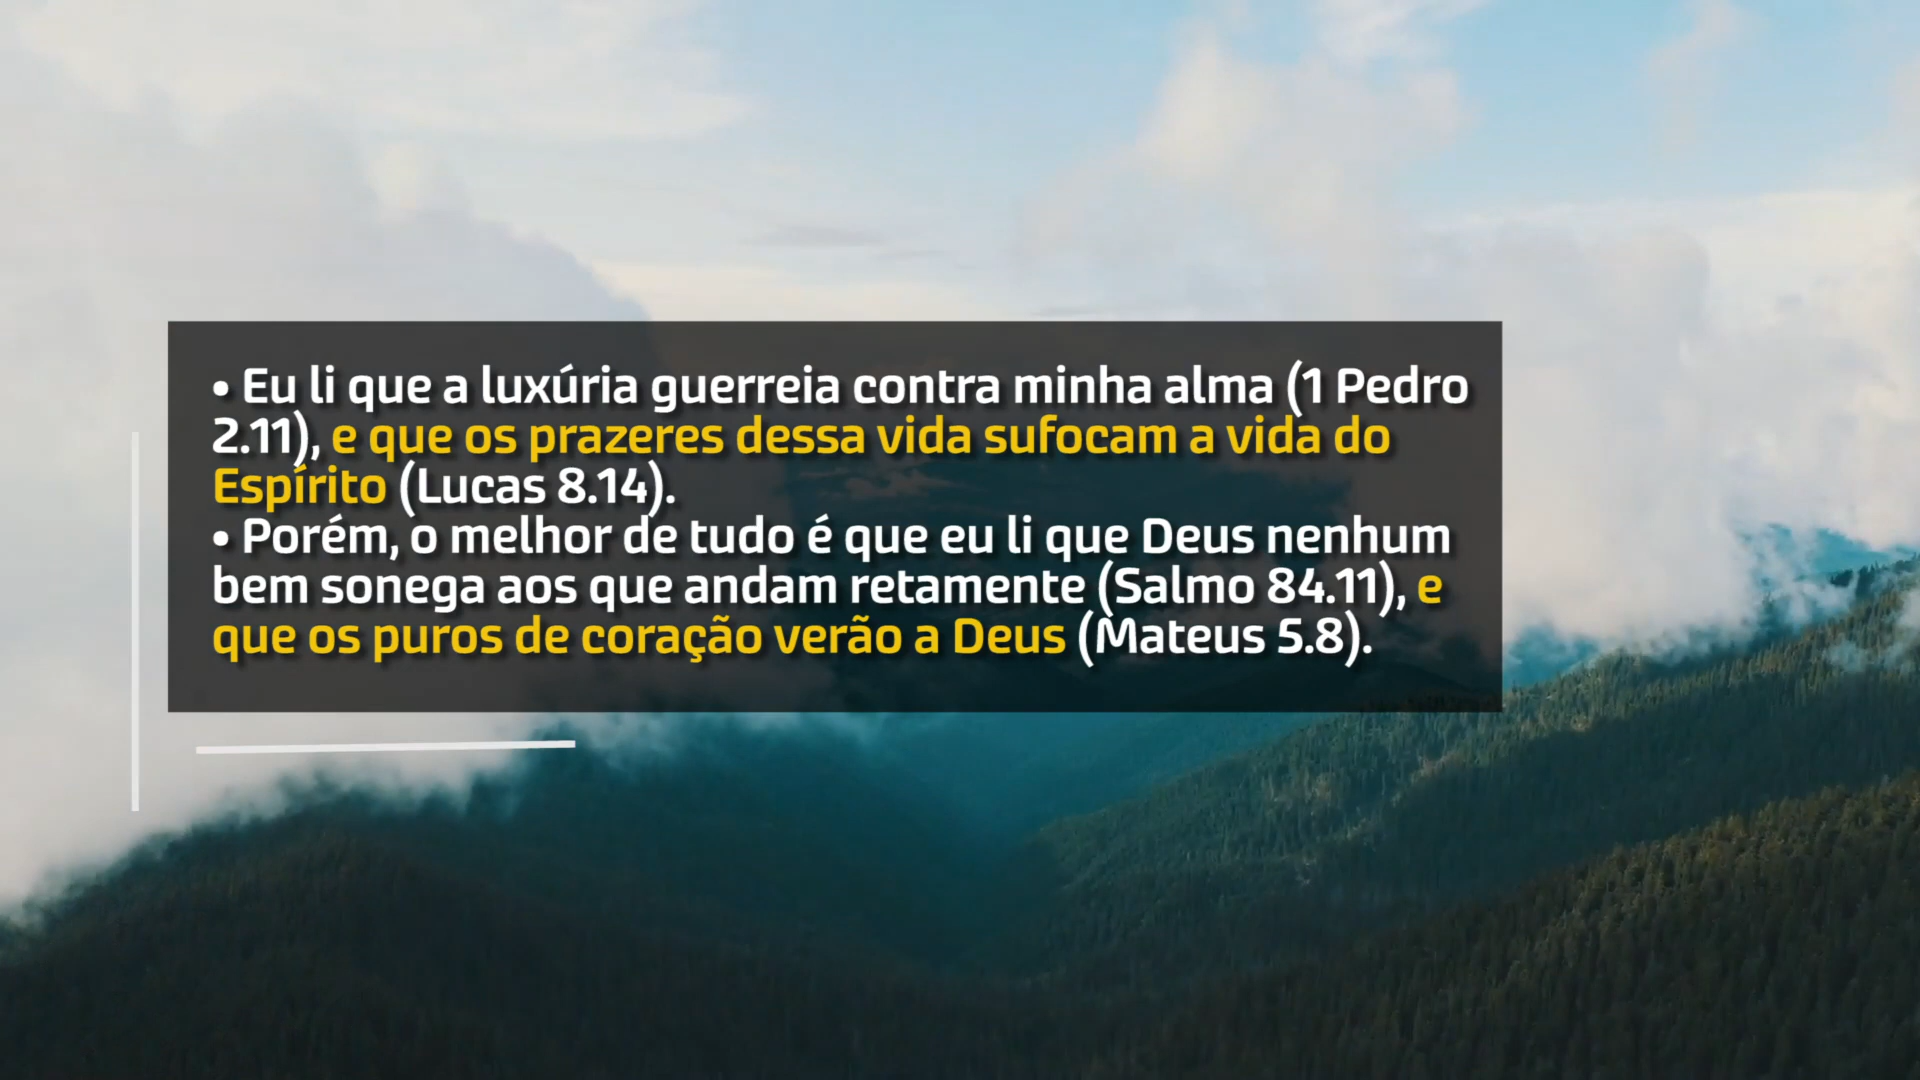 • Eu li que a luxúria guerreia contra minha alma (1 Pedro
2.11), e que os prazeres dessa vida sufocam a vida do
Espírito (Lucas 8.14).
• Porém, o melhor de tudo é que eu li que Deus nenhum
bem sonega aos que andam retamente (Salmo 84.11), e
que os puros de coração verão a Deus (Mateus 5.8).